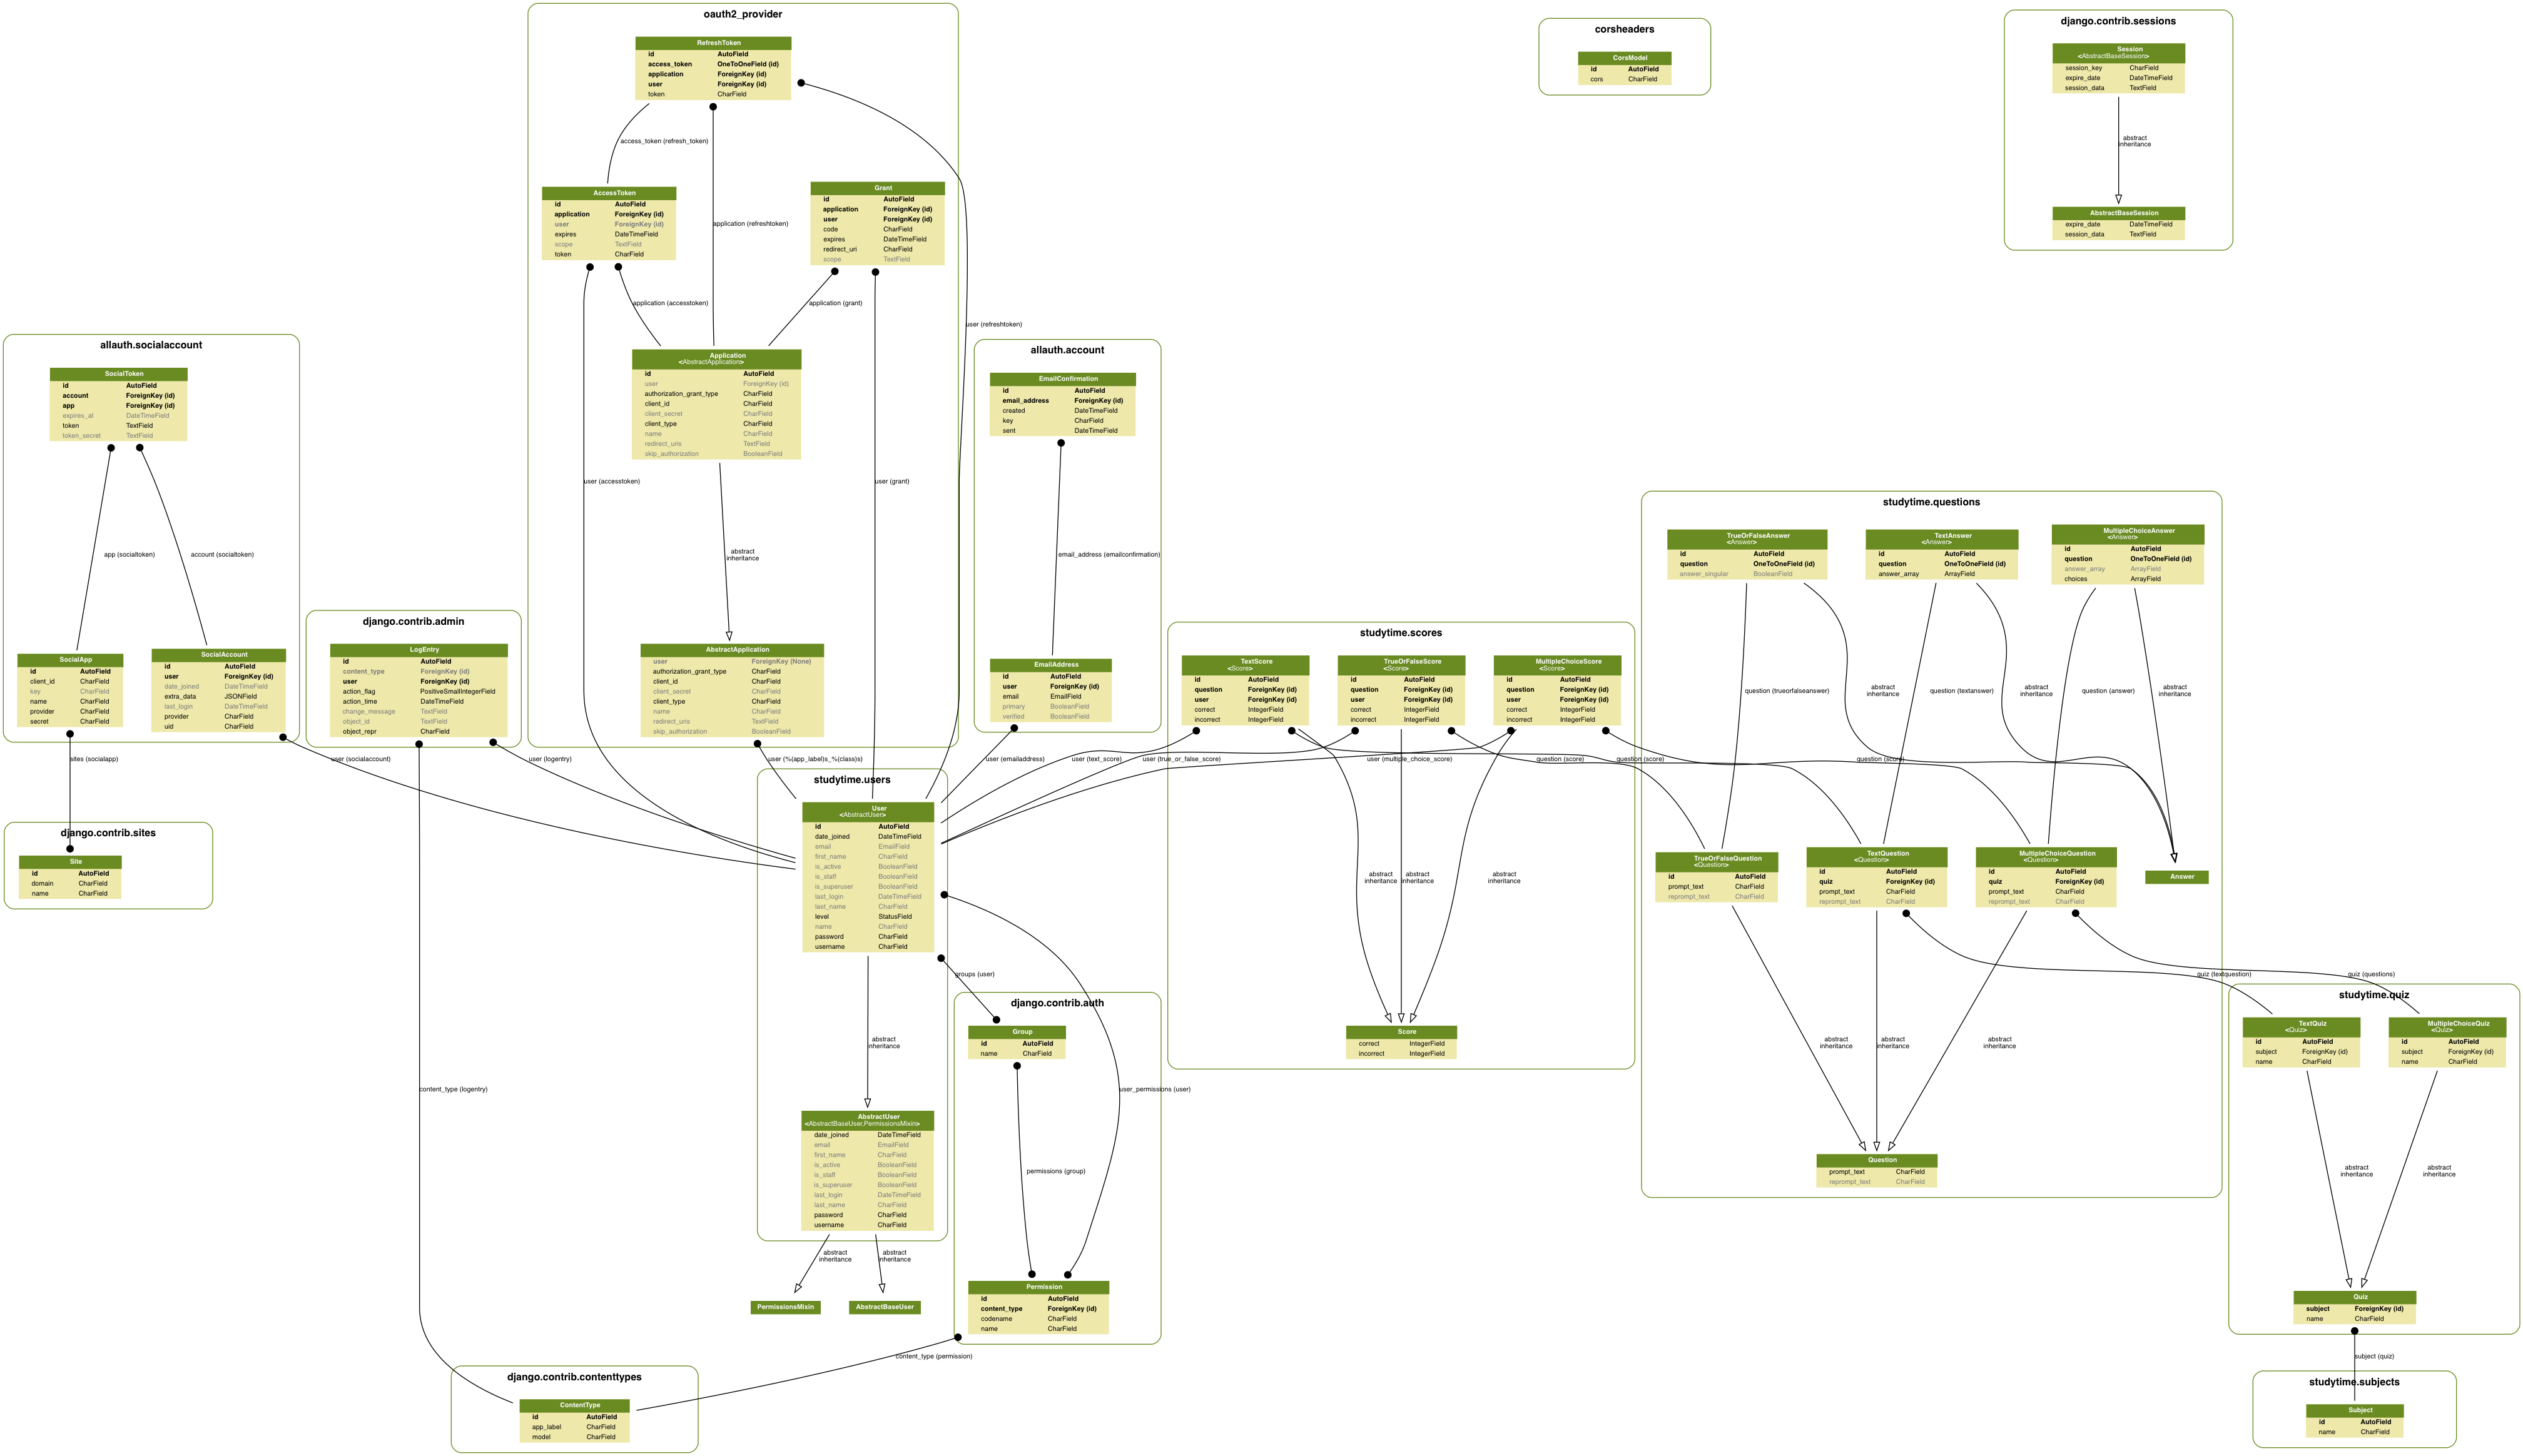 oauth2_provider
RefreshToken
id AutoField
access_token OneToOneField (id)
application ForeignKey (id)
user ForeignKey (id)
token CharField
access_token (refresh_token)
application (refreshtoken)
user (refreshtoken)
AccessToken
id AutoField
application ForeignKey (id)
user ForeignKey (id)
expires DateTimeField
scope TextField
token CharField
Grant
id AutoField
application ForeignKey (id)
user ForeignKey (id)
code CharField
expires DateTimeField
redirect_uri CharField
scope TextField
application (accesstoken)
application (grant)
user (accesstoken)
user (grant)
Application
<AbstractApplication>
id AutoField
user ForeignKey (id)
authorization_grant_type CharField
client_id CharField
client_secret CharField
client_type CharField
name CharField
redirect_uris TextField
skip_authorization BooleanField
abstract
inheritance
AbstractApplication
user ForeignKey (None)
authorization_grant_type CharField
client_id CharField
client_secret CharField
client_type CharField
name CharField
redirect_uris TextField
skip_authorization BooleanField
user (%(app_label)s_%(class)s)
corsheaders
CorsModel
id AutoField
cors CharField
django.contrib.sessions
Session
<AbstractBaseSession>
session_key CharField
expire_date DateTimeField
session_data TextField
abstract
inheritance
AbstractBaseSession
expire_date DateTimeField
session_data TextField
allauth.socialaccount
SocialToken
id AutoField
account ForeignKey (id)
app ForeignKey (id)
expires_at DateTimeField
token TextField
token_secret TextField
app (socialtoken)
account (socialtoken)
SocialApp
id AutoField
client_id CharField
key CharField
name CharField
provider CharField
secret CharField
SocialAccount
id AutoField
user ForeignKey (id)
date_joined DateTimeField
extra_data JSONField
last_login DateTimeField
provider CharField
uid CharField
sites (socialapp)
user (socialaccount)
django.contrib.admin
LogEntry
id AutoField
content_type ForeignKey (id)
user ForeignKey (id)
action_flag PositiveSmallIntegerField
action_time DateTimeField
change_message TextField
object_id TextField
object_repr CharField
user (logentry)
content_type (logentry)
django.contrib.sites
Site
id AutoField
domain CharField
name CharField
allauth.account
EmailConfirmation
id AutoField
email_address ForeignKey (id)
created DateTimeField
key CharField
sent DateTimeField
email_address (emailconfirmation)
EmailAddress
id AutoField
user ForeignKey (id)
email EmailField
primary BooleanField
verified BooleanField
user (emailaddress)
studytime.scores
TextScore
<Score>
id AutoField
question ForeignKey (id)
user ForeignKey (id)
correct IntegerField
incorrect IntegerField
TrueOrFalseScore
<Score>
id AutoField
question ForeignKey (id)
user ForeignKey (id)
correct IntegerField
incorrect IntegerField
MultipleChoiceScore
<Score>
id AutoField
question ForeignKey (id)
user ForeignKey (id)
correct IntegerField
incorrect IntegerField
user (text_score)
user (true_or_false_score)
user (multiple_choice_score)
question (score)
question (score)
question (score)
abstract
inheritance
abstract
inheritance
abstract
inheritance
Score
correct IntegerField
incorrect IntegerField
studytime.questions
TrueOrFalseAnswer
<Answer>
id AutoField
question OneToOneField (id)
answer_singular BooleanField
TextAnswer
<Answer>
id AutoField
question OneToOneField (id)
answer_array ArrayField
MultipleChoiceAnswer
<Answer>
id AutoField
question OneToOneField (id)
answer_array ArrayField
choices ArrayField
question (trueorfalseanswer)
abstract
inheritance
question (textanswer)
abstract
inheritance
question (answer)
abstract
inheritance
TrueOrFalseQuestion
<Question>
id AutoField
prompt_text CharField
reprompt_text CharField
TextQuestion
<Question>
id AutoField
quiz ForeignKey (id)
prompt_text CharField
reprompt_text CharField
MultipleChoiceQuestion
<Question>
id AutoField
quiz ForeignKey (id)
prompt_text CharField
reprompt_text CharField
Answer
abstract
inheritance
abstract
inheritance
abstract
inheritance
Question
prompt_text CharField
reprompt_text CharField
quiz (textquestion)
quiz (questions)
studytime.users
User
<AbstractUser>
id AutoField
date_joined DateTimeField
email EmailField
first_name CharField
is_active BooleanField
is_staff BooleanField
is_superuser BooleanField
last_login DateTimeField
last_name CharField
level StatusField
name CharField
password CharField
username CharField
groups (user)
user_permissions (user)
abstract
inheritance
AbstractUser
<AbstractBaseUser,PermissionsMixin>
date_joined DateTimeField
email EmailField
first_name CharField
is_active BooleanField
is_staff BooleanField
is_superuser BooleanField
last_login DateTimeField
last_name CharField
password CharField
username CharField
abstract
inheritance
abstract
inheritance
PermissionsMixin
AbstractBaseUser
django.contrib.auth
Group
id AutoField
name CharField
permissions (group)
Permission
id AutoField
content_type ForeignKey (id)
codename CharField
name CharField
content_type (permission)
django.contrib.contenttypes
ContentType
id AutoField
app_label CharField
model CharField
studytime.quiz
TextQuiz
<Quiz>
id AutoField
subject ForeignKey (id)
name CharField
MultipleChoiceQuiz
<Quiz>
id AutoField
subject ForeignKey (id)
name CharField
abstract
inheritance
abstract
inheritance
Quiz
subject ForeignKey (id)
name CharField
subject (quiz)
studytime.subjects
Subject
id AutoField
name CharField